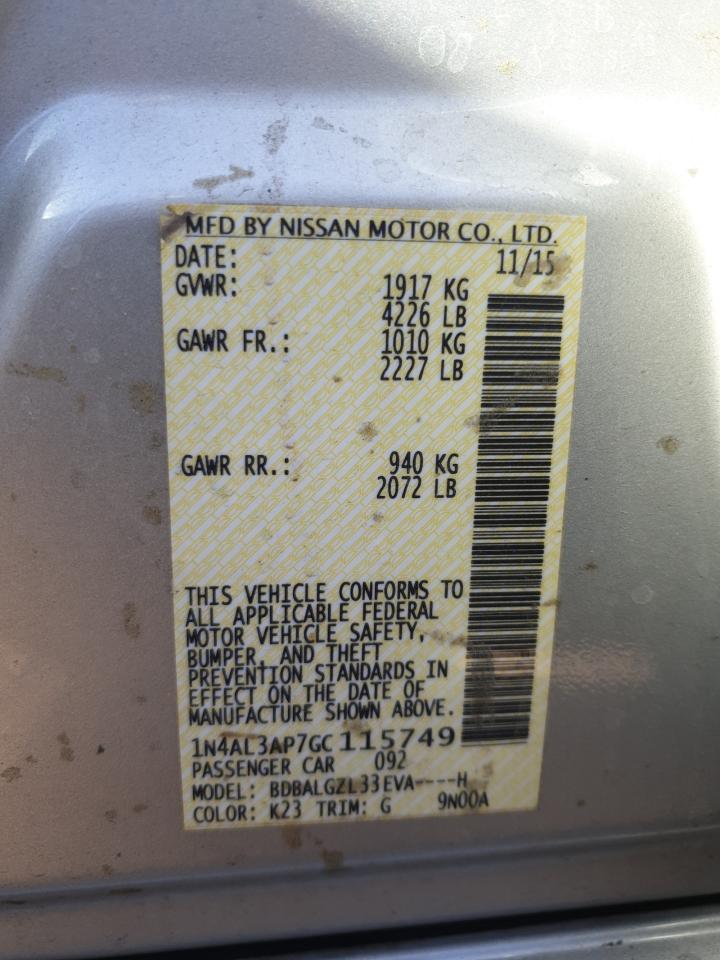 MFD BY NISSAN MOTOR CO., LTD.
DATE: 11/15
GVWR: 1917 KG
4226 LB
GAWR FR.: 1010 KG
2227 LB
GAWR RR.: 940 KG
2072 LB
THIS VEHICLE CONFORMS TO
ALL APPLICABLE FEDERAL
MOTOR VEHICLE SAFETY,
BUMPER, AND THEFT
PREVENTION STANDARDS IN
EFFECT ON THE DATE OF
MANUFACTURE SHOWN ABOVE.
1N4AL3AP7GC115749
PASSENGER CAR 092
MODEL: BDBALGZL33EVA----H
COLOR: K23 TRIM: G 9N00A